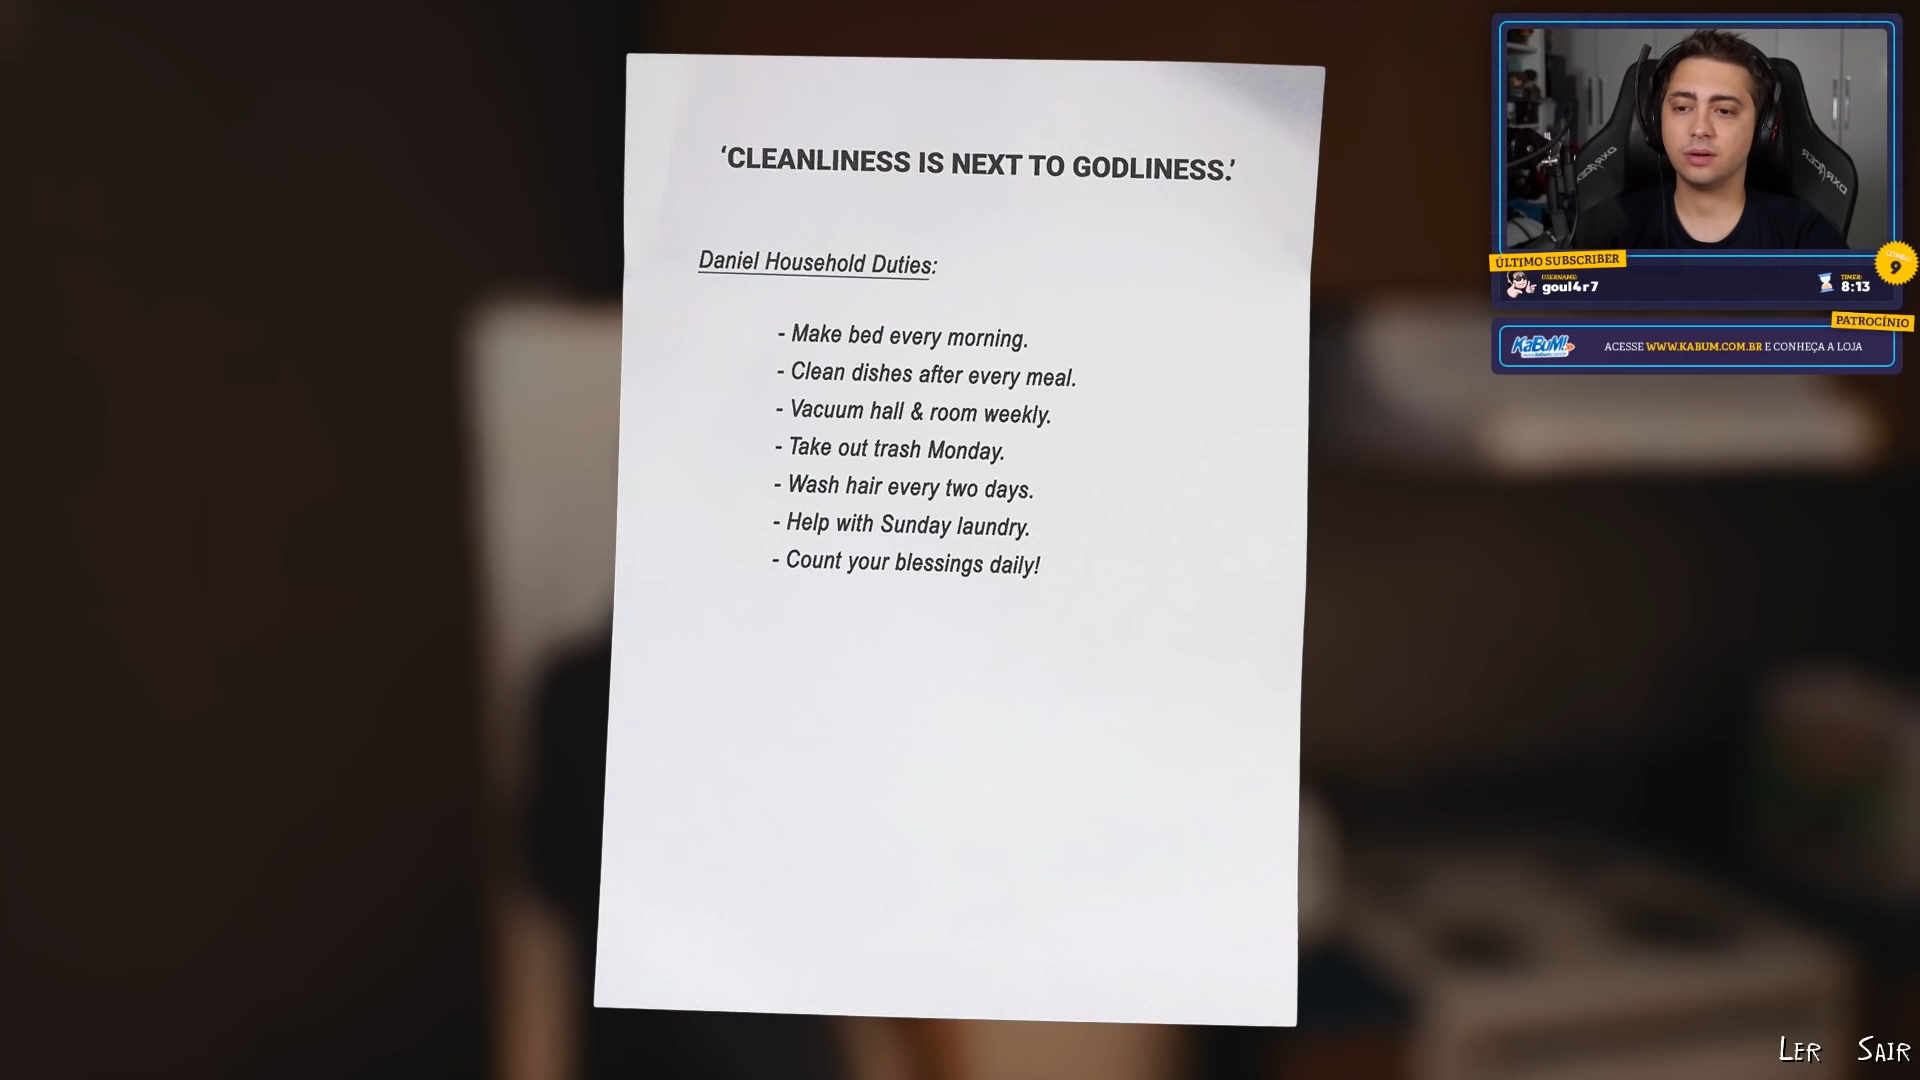 ‘CLEANLINESS IS NEXT TO GODLINESS.’
Daniel Household Duties:
- Make bed every morning.
- Clean dishes after every meal.
- Vacuum hall & room weekly.
- Take out trash Monday.
- Wash hair every two days.
- Help with Sunday laundry.
- Count your blessings daily!
DXRACER
DXRACER
ÚLTIMO SUBSCRIBER
USERNAME:
goul4r7
TIMER:
8:13
9
PATROCÍNIO
KaBuM!
ACESSE WWW.KABUM.COM.BR E CONHEÇA A LOJA
LER SAIR